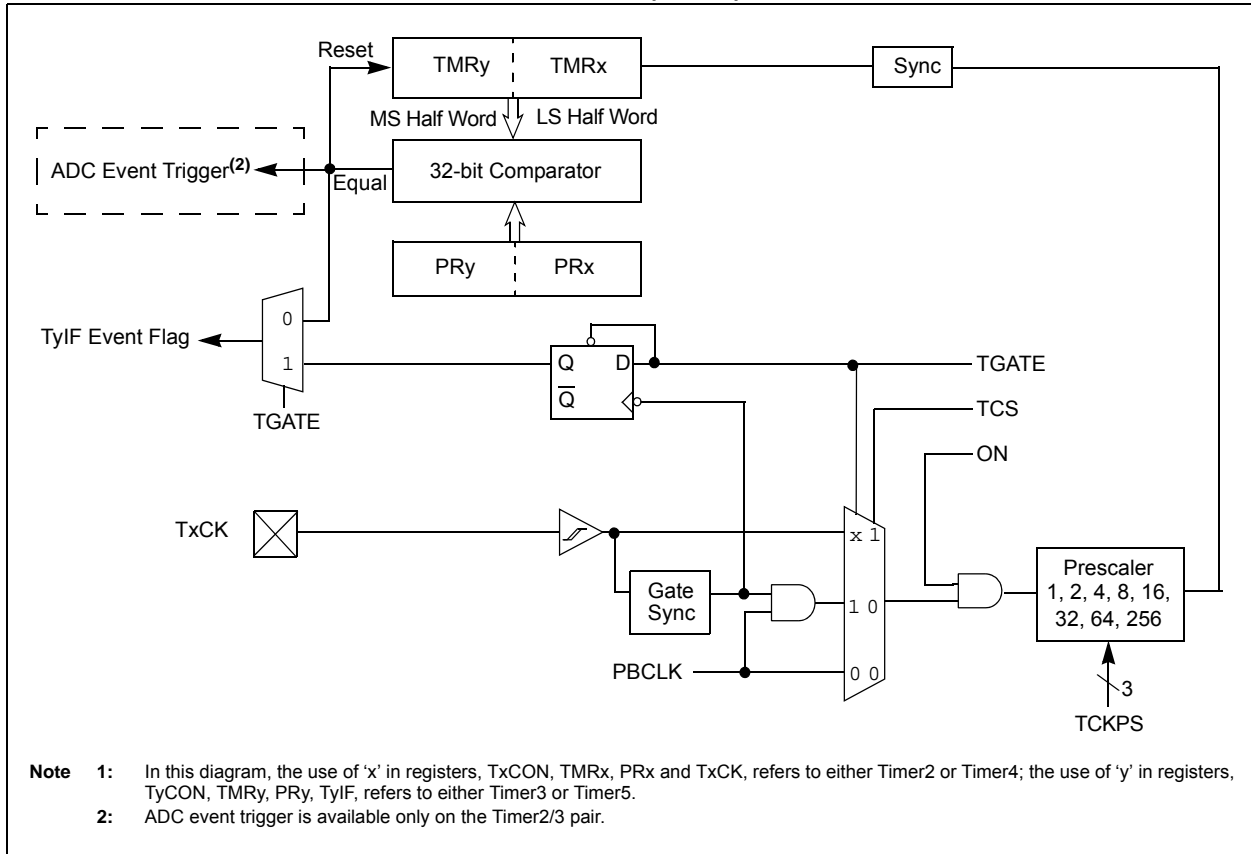 Reset
TMRy TMRx
Sync
MS Half Word LS Half Word
ADC Event Trigger(2)
Equal
32-bit Comparator
PRy PRx
0
TyIF Event Flag
1
Q D
Q
TGATE
TGATE
TCS
ON
TxCK
x 1
Gate
Sync
1 0
Prescaler
1, 2, 4, 8, 16,
32, 64, 256
PBCLK
0 0
3
TCKPS
Note 1: In this diagram, the use of ‘x’ in registers, TxCON, TMRx, PRx and TxCK, refers to either Timer2 or Timer4; the use of ‘y’ in registers,
TyCON, TMRy, PRy, TyIF, refers to either Timer3 or Timer5.
2: ADC event trigger is available only on the Timer2/3 pair.